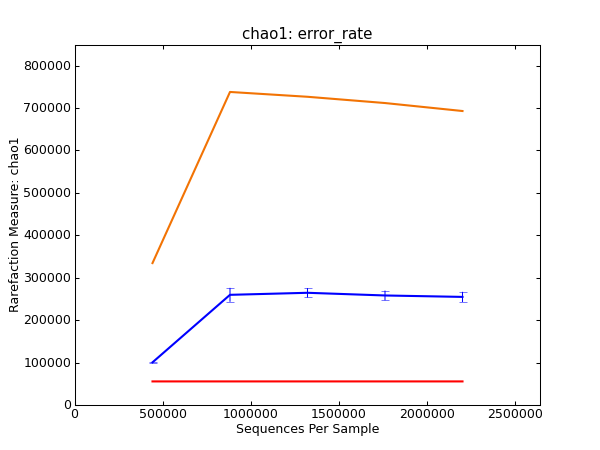 chao1: error_rate
Rarefaction Measure: chao1
800000
700000
600000
500000
400000
300000
200000
100000
0
0 500000 1000000 1500000 2000000 2500000
Sequences Per Sample